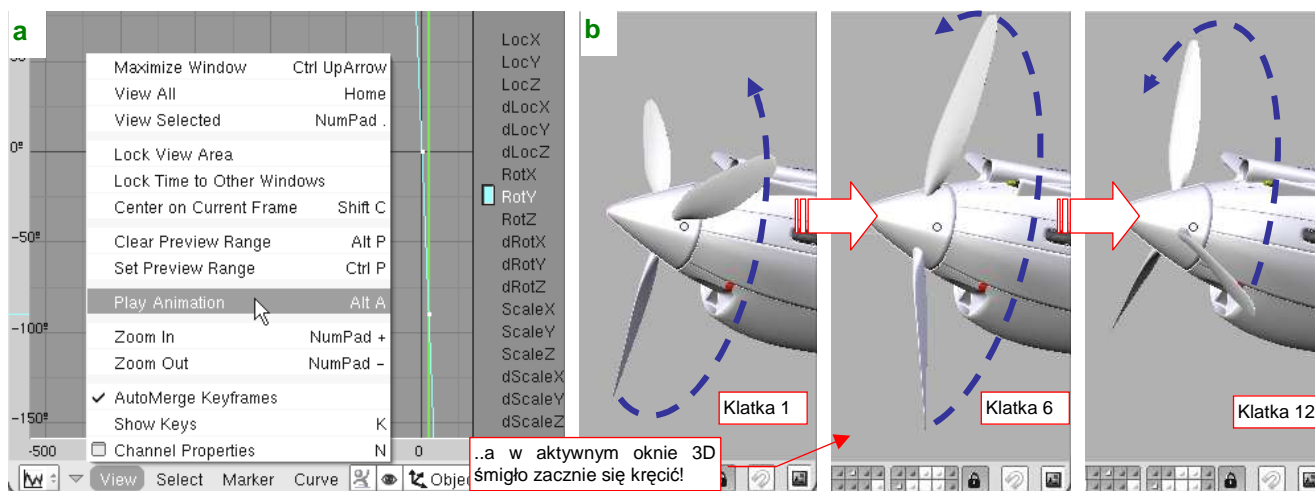 a
Maximize Window Ctrl UpArrow
View All Home
View Selected NumPad .
Lock View Area
Lock Time to Other Windows
Center on Current Frame Shift C
Clear Preview Range Alt P
Set Preview Range Ctrl P
Play Animation Alt A
Zoom In NumPad +
Zoom Out NumPad –
AutoMerge Keyframes
Show Keys K
Channel Properties N
0º
-50º
-100º
-150º
-500
0
LocX
LocY
LocZ
dLocX
dLocY
dLocZ
RotX
RotY
RotZ
dRotX
dRotY
dRotZ
ScaleX
ScaleY
ScaleZ
dScaleX
dScaleY
dScaleZ
View Select Marker Curve
..a w aktywnym oknie 3D
śmigło zacznie się kręcić!
b
Klatka 1
Klatka 6
Klatka 12